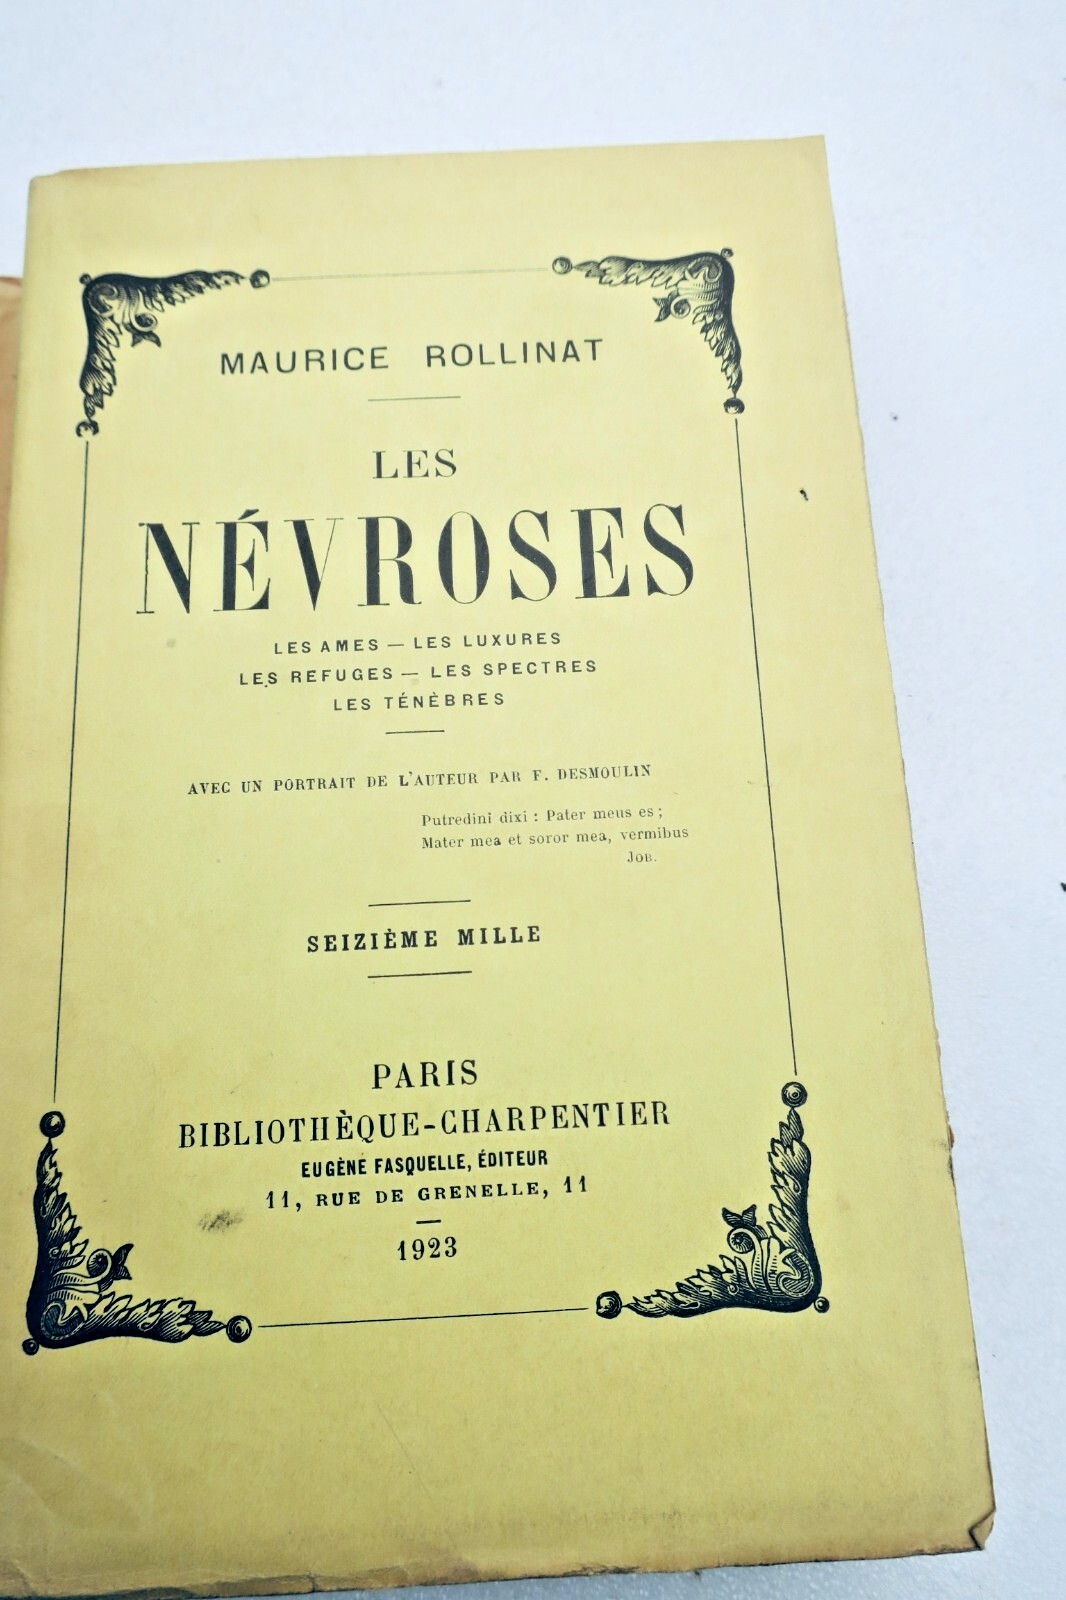 MAURICE ROLLINAT
LES
NÉVROSES
LES AMES — LES LUXURES
LES REFUGES — LES SPECTRES
LES TÉNÈBRES
AVEC UN PORTRAIT DE L'AUTEUR PAR F. DESMOULIN
Putredini dixi : Pater meus es ;
Mater mea et soror mea, vermibus
JOB.
SEIZIÈME MILLE
PARIS
BIBLIOTHÈQUE-CHARPENTIER
EUGÈNE FASQUELLE, ÉDITEUR
11, RUE DE GRENELLE, 11
1923